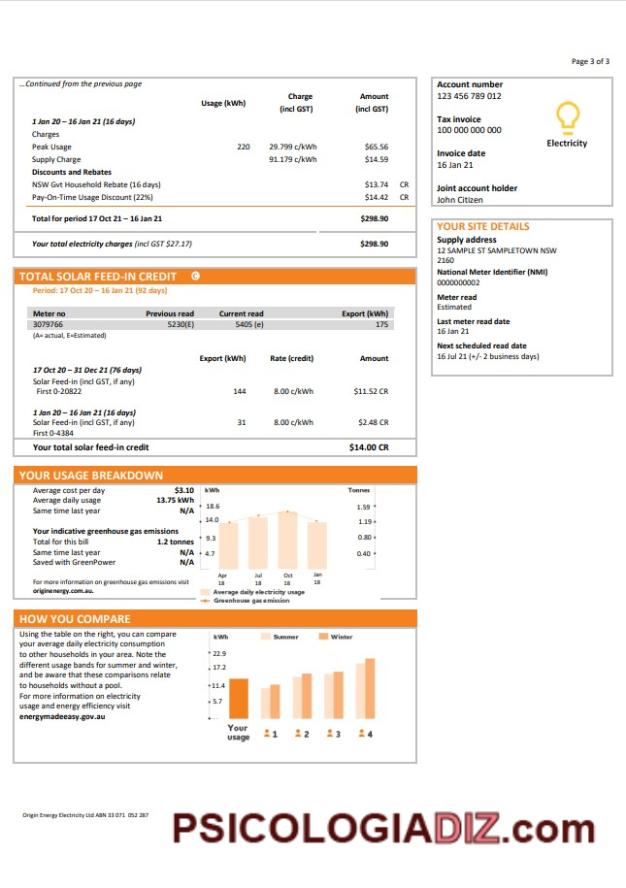 Page 3 of 3
...Continued from the previous page
Usage (kWh) Charge (incl GST) Amount (incl GST)
1 Jan 20 – 16 Jan 21 (16 days)
Charges
Peak Usage 220 29.799 c/kWh $65.56
Supply Charge 91.179 c/kWh $14.59
Discounts and Rebates
NSW Gvt Household Rebate (16 days) $13.74 CR
Pay-On-Time Usage Discount (22%) $14.42 CR
Total for period 17 Oct 21 – 16 Jan 21 $298.90
Your total electricity charges (incl GST $27.17) $298.90
Account number
123 456 789 012
Tax invoice
100 000 000 000
Electricity
Invoice date
16 Jan 21
Joint account holder
John Citizen
YOUR SITE DETAILS
Supply address
12 SAMPLE ST SAMPLETOWN NSW
2160
National Meter Identifier (NMI)
0000000002
Meter read
Estimated
Last meter read date
16 Jan 21
Next scheduled read date
16 Jul 21 (+/- 2 business days)
TOTAL SOLAR FEED-IN CREDIT
Period: 17 Oct 20 – 16 Jan 21 (92 days)
Meter no Previous read Current read Export (kWh)
3079766 5230(E) 5405 (e) 175
(A= actual, E=Estimated)
Export (kWh) Rate (credit) Amount
17 Oct 20 – 31 Dec 21 (76 days)
Solar Feed-in (incl GST, if any)
First 0-20822 144 8.00 c/kWh $11.52 CR
1 Jan 20 – 16 Jan 21 (16 days)
Solar Feed-in (incl GST, if any) 31 8.00 c/kWh $2.48 CR
First 0-4384
Your total solar feed-in credit $14.00 CR
YOUR USAGE BREAKDOWN
Average cost per day $3.10
Average daily usage 13.75 kWh
Same time last year N/A
Your indicative greenhouse gas emissions
Total for this bill 1.2 tonnes
Same time last year N/A
Saved with GreenPower N/A
For more information on greenhouse gas emissions visit
originenergy.com.au.
kWh Tonnes
18.6 1.59
14.0 1.19
9.3 0.80
4.7 0.40
Apr Jul Oct Jan
18 18 18 18
Average daily electricity usage
Greenhouse gas emission
HOW YOU COMPARE
Using the table on the right, you can compare
your average daily electricity consumption
to other households in your area. Note the
different usage bands for summer and winter,
and be aware that these comparisons relate
to households without a pool.
For more information on electricity
usage and energy efficiency visit
energymadeeasy.gov.au
kWh Summer Winter
22.9
17.2
11.4
5.7
Your usage 1 2 3 4
Origin Energy Electricity Ltd ABN 33 071 052 287
PSICOLOGIADIZ.com